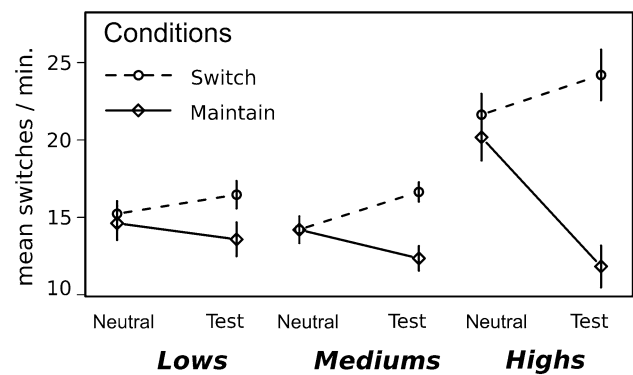 Conditions
Switch
Maintain
mean switches / min.
25
20
15
10
Neutral Test Neutral Test Neutral Test
Lows Mediums Highs